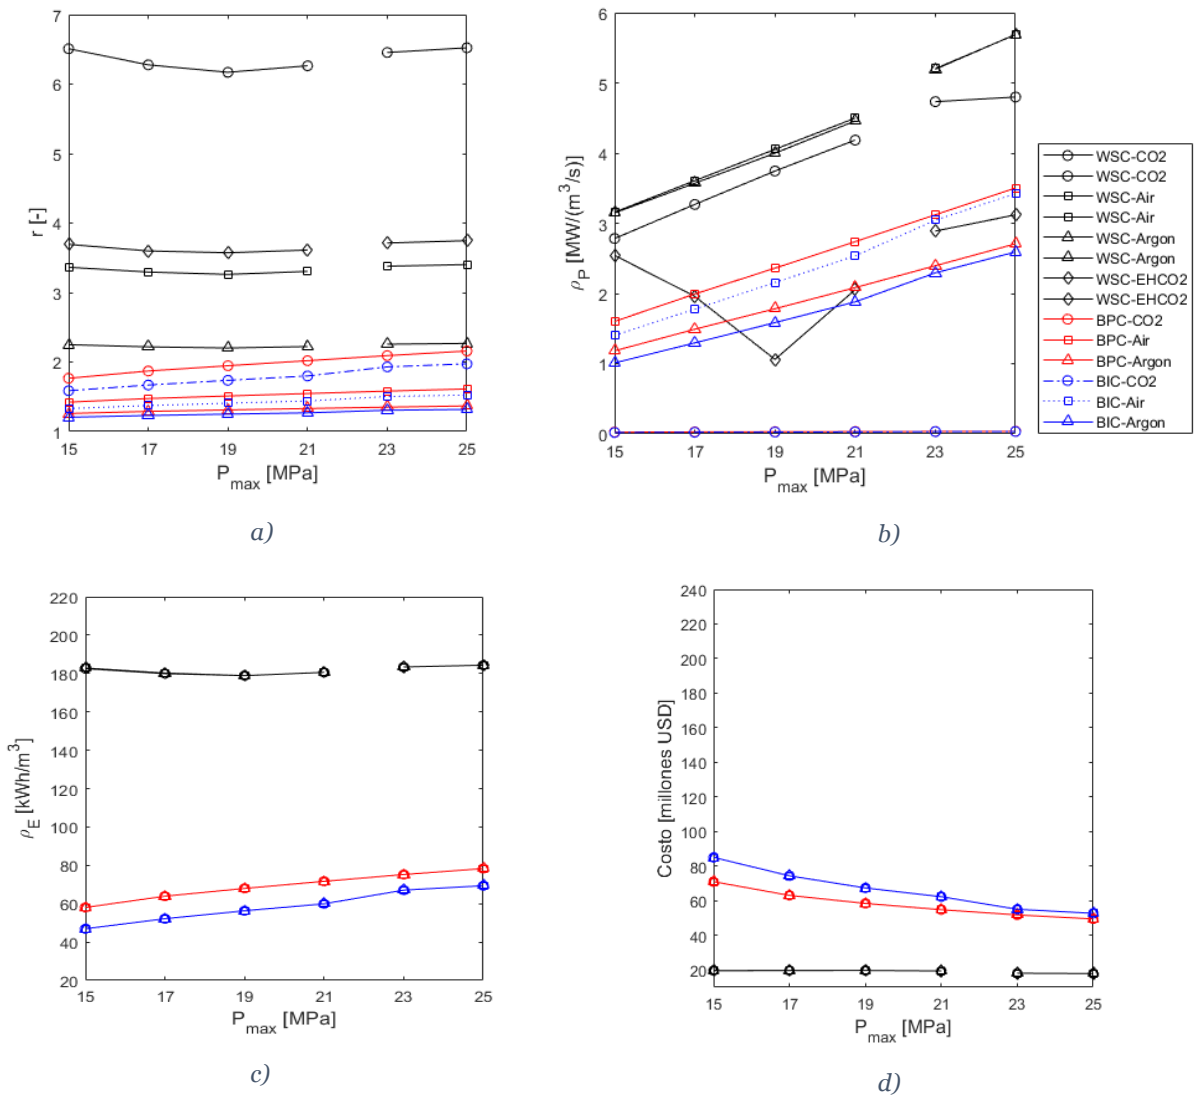 7
6
5
4
3
2
1
15 17 19 21 23 25
r [-]
P_max [MPa]
a)
6
5
4
3
2
1
0
15 17 19 21 23 25
ρ_P [MW/(m³/s)]
P_max [MPa]
b)
WSC-CO2
WSC-CO2
WSC-Air
WSC-Air
WSC-Argon
WSC-Argon
WSC-EHCO2
WSC-EHCO2
BPC-CO2
BPC-Air
BPC-Argon
BIC-CO2
BIC-Air
BIC-Argon
220
200
180
160
140
120
100
80
60
40
20
15 17 19 21 23 25
ρ_E [kWh/m³]
P_max [MPa]
c)
240
220
200
180
160
140
120
100
80
60
40
20
15 17 19 21 23 25
Costo [millones USD]
P_max [MPa]
d)